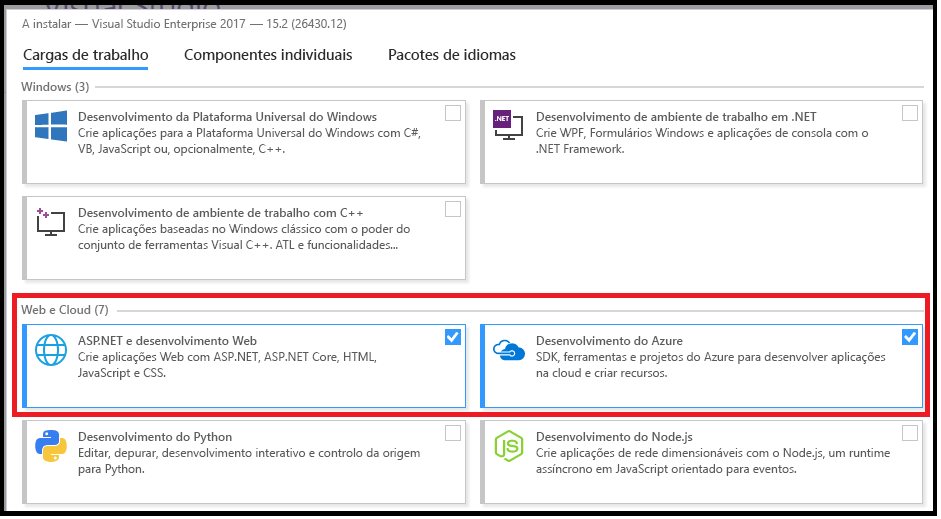 A instalar — Visual Studio Enterprise 2017 — 15.2 (26430.12)
Cargas de trabalho
Componentes individuais
Pacotes de idiomas
Windows (3)
Desenvolvimento da Plataforma Universal do Windows
Crie aplicações para a Plataforma Universal do Windows com C#,
VB, JavaScript ou, opcionalmente, C++.
.NET
Desenvolvimento de ambiente de trabalho em .NET
Crie WPF, Formulários Windows e aplicações de consola com o
.NET Framework.
Desenvolvimento de ambiente de trabalho com C++
Crie aplicações baseadas no Windows clássico com o poder do
conjunto de ferramentas Visual C++. ATL e funcionalidades...
Web e Cloud (7)
ASP.NET e desenvolvimento Web
Crie aplicações Web com ASP.NET, ASP.NET Core, HTML,
JavaScript e CSS.
Desenvolvimento do Azure
SDK, ferramentas e projetos do Azure para desenvolver aplicações
na cloud e criar recursos.
Desenvolvimento do Python
Editar, depurar, desenvolvimento interativo e controlo da origem
para Python.
Desenvolvimento do Node.js
Crie aplicações de rede dimensionáveis com o Node.js, um runtime
assíncrono em JavaScript orientado para eventos.